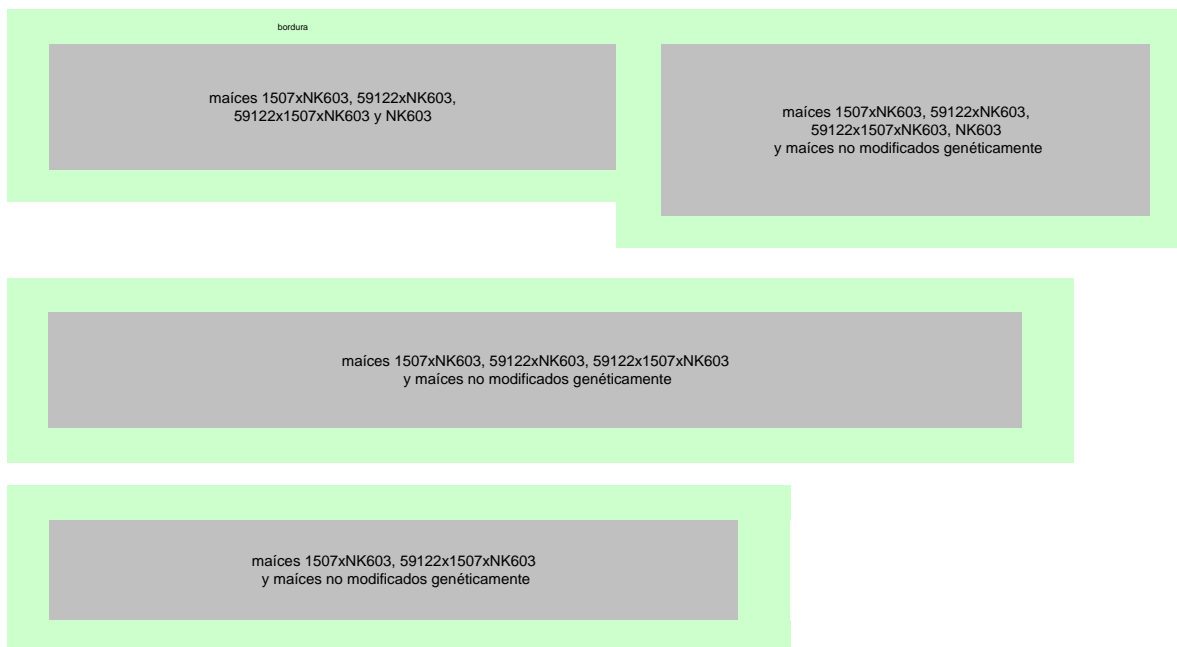 bordura
maíces 1507xNK603, 59122xNK603,
59122x1507xNK603 y NK603
maíces 1507xNK603, 59122xNK603,
59122x1507xNK603, NK603
y maíces no modificados genéticamente
maíces 1507xNK603, 59122xNK603, 59122x1507xNK603
y maíces no modificados genéticamente
maíces 1507xNK603, 59122x1507xNK603
y maíces no modificados genéticamente